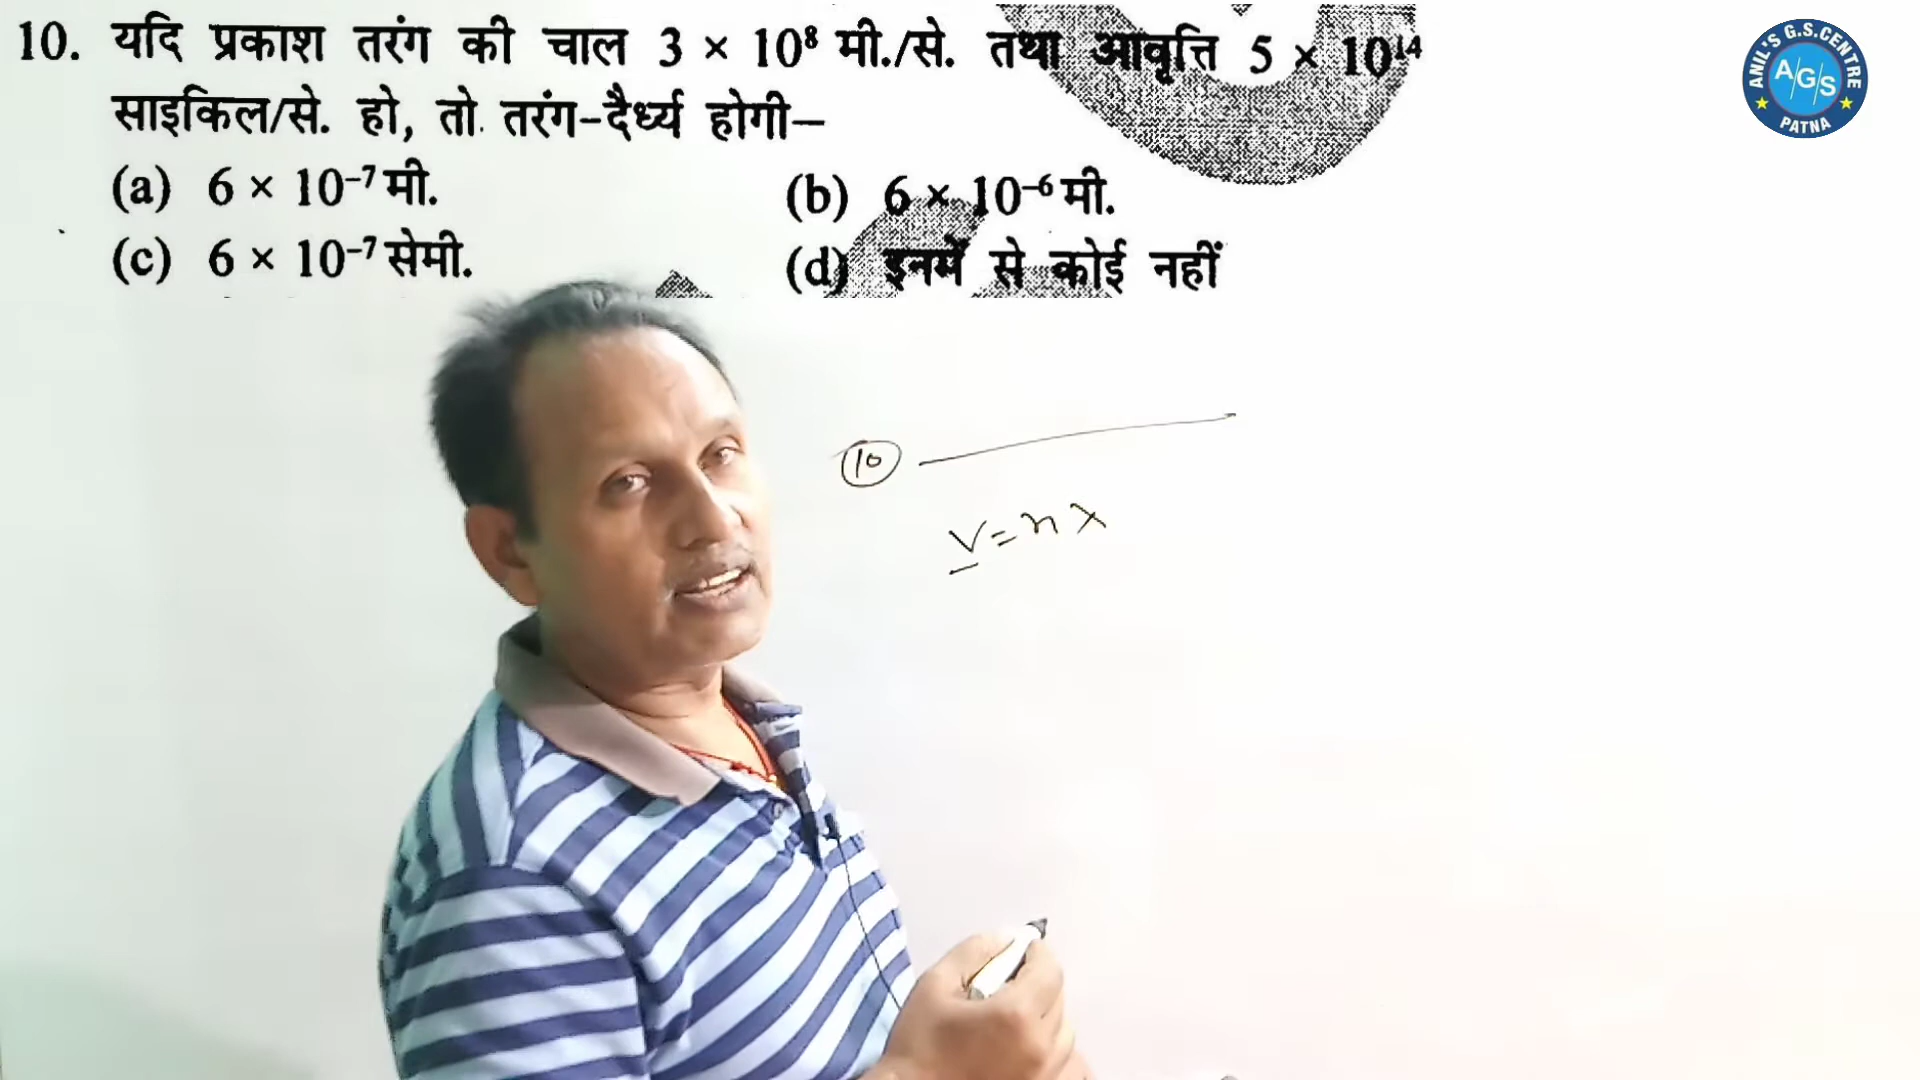 10. यदि प्रकाश तरंग की चाल 3 × 10⁸ मी./से. तथा आवृत्ति 5 × 10¹⁴
साइकिल/से. हो, तो तरंग-दैर्ध्य होगी–
(a) 6 × 10⁻⁷ मी. (b) 6 × 10⁻⁶ मी.
(c) 6 × 10⁻⁷ सेमी. (d) इनमें से कोई नहीं
ANIL'S G.S.CENTRE
A/G/S
PATNA
10
V = n λ